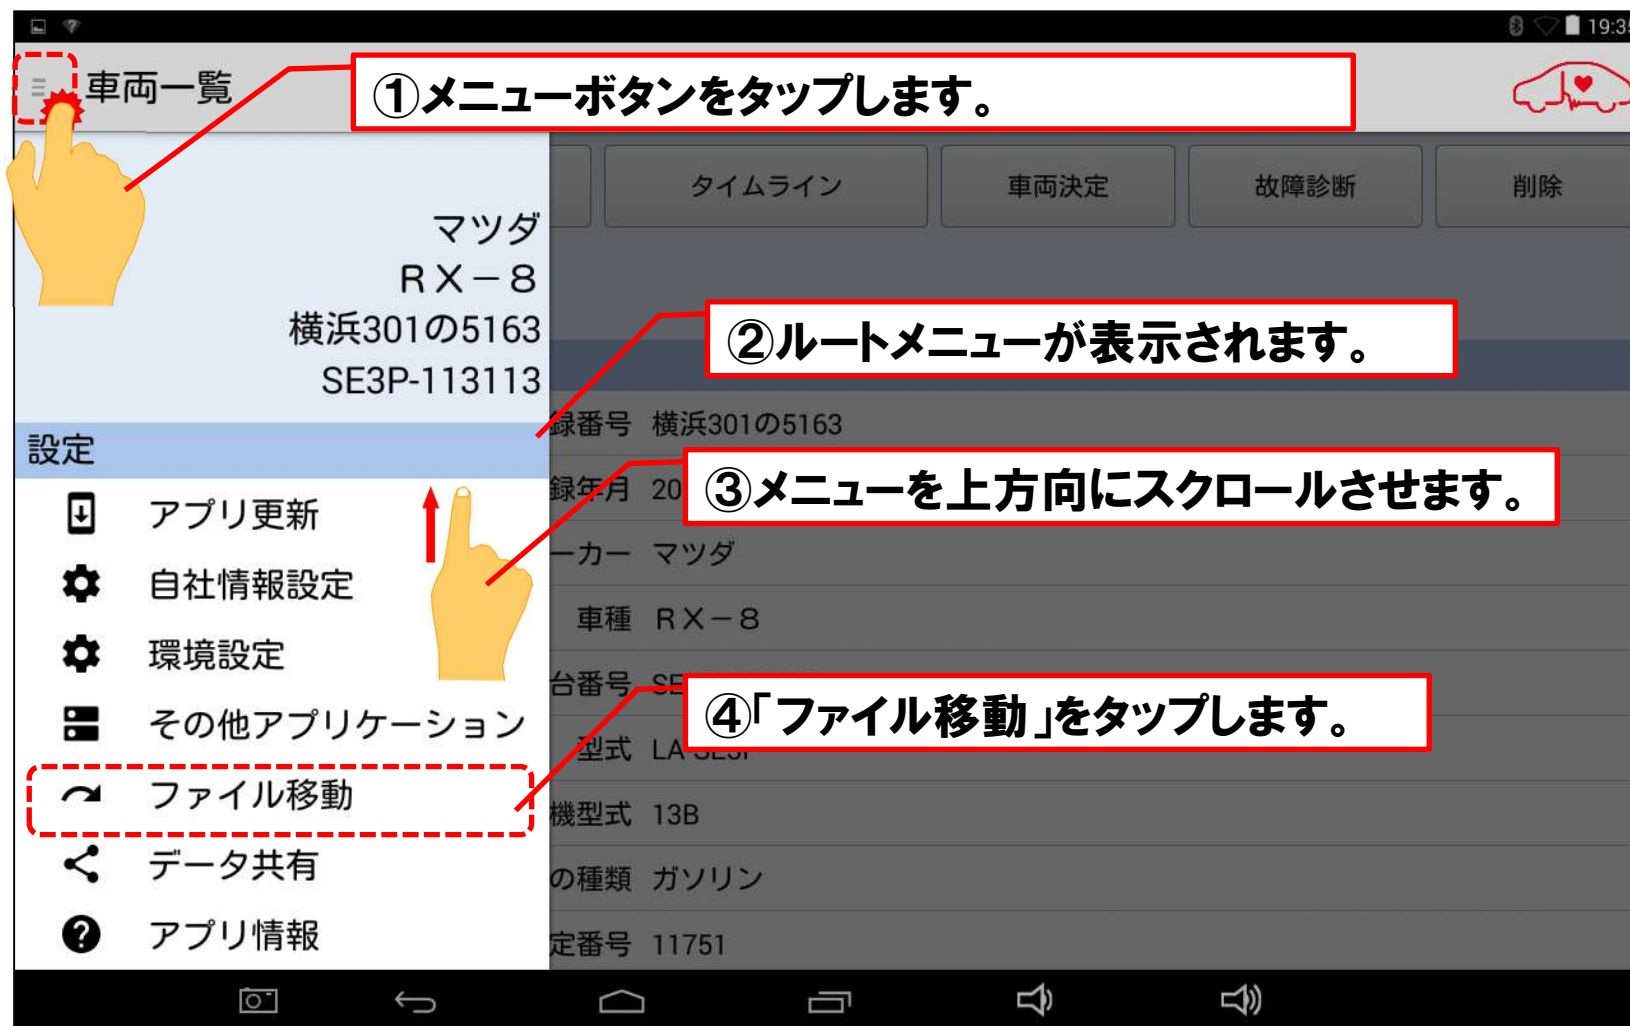 19:35
車両一覧
①メニューボタンをタップします。
タイムライン
車両決定
故障診断
削除
マツダ
ＲＸ－８
横浜301の5163
SE3P-113113
②ルートメニューが表示されます。
設定
録番号 横浜301の5163
録年月 20
③メニューを上方向にスクロールさせます。
アプリ更新
ーカー マツダ
自社情報設定
車種 ＲＸ－８
環境設定
台番号 SE
④「ファイル移動」をタップします。
その他アプリケーション
型式 LA-SE3P
ファイル移動
機型式 13B
データ共有
の種類 ガソリン
アプリ情報
定番号 11751